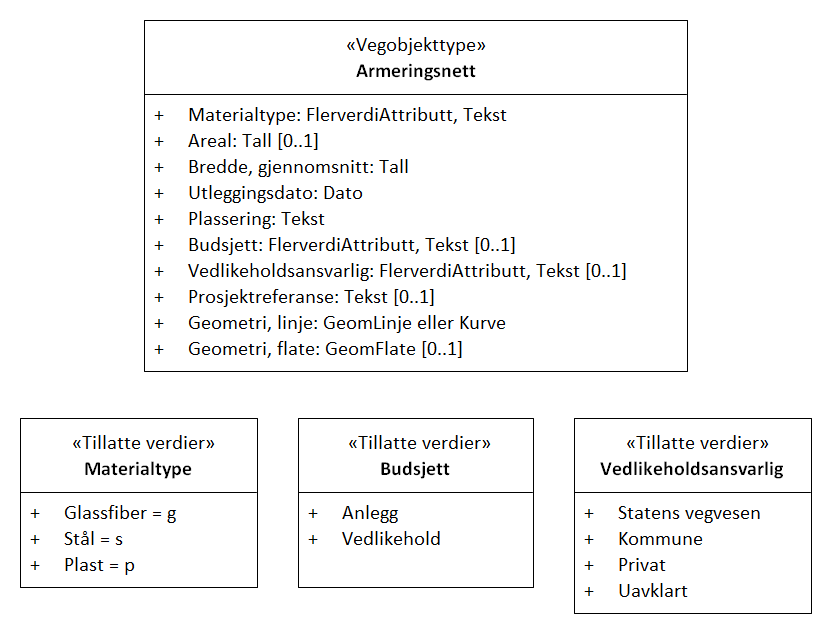 «Vegobjekttype»
Armeringsnett
+ Materialtype: FlerverdiAttributt, Tekst
+ Areal: Tall [0..1]
+ Bredde, gjennomsnitt: Tall
+ Utleggingsdato: Dato
+ Plassering: Tekst
+ Budsjett: FlerverdiAttributt, Tekst [0..1]
+ Vedlikeholdsansvarlig: FlerverdiAttributt, Tekst [0..1]
+ Prosjektreferanse: Tekst [0..1]
+ Geometri, linje: GeomLinje eller Kurve
+ Geometri, flate: GeomFlate [0..1]
«Tillatte verdier»
Materialtype
+ Glassfiber = g
+ Stål = s
+ Plast = p
«Tillatte verdier»
Budsjett
+ Anlegg
+ Vedlikehold
«Tillatte verdier»
Vedlikeholdsansvarlig
+ Statens vegvesen
+ Kommune
+ Privat
+ Uavklart